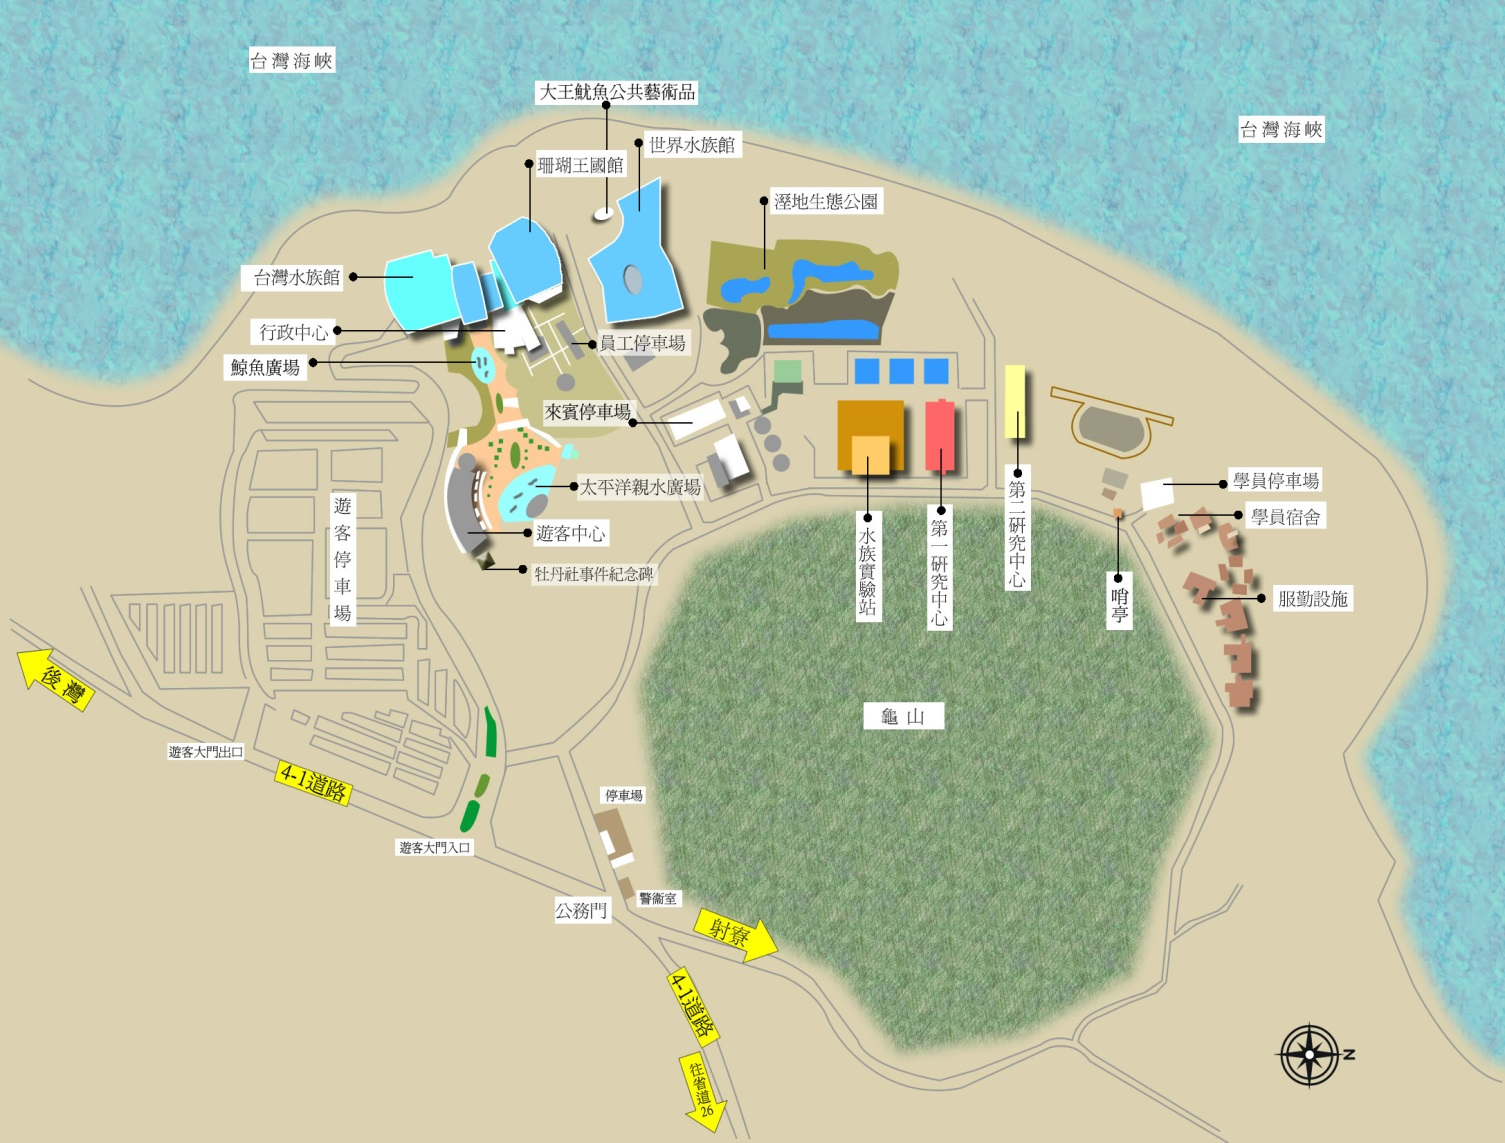 台灣海峽
大王魷魚公共藝術品
台灣海峽
世界水族館
珊瑚王國館
溼地生態公園
台灣水族館
行政中心
員工停車場
鯨魚廣場
來賓停車場
學員停車場
太平洋親水廣場
遊客停車場
學員宿舍
第二研究中心
水族實驗站
第一研究中心
遊客中心
牡丹社事件紀念碑
哨亭
服勤設施
後灣
龜山
遊客大門出口
4-1道路
停車場
遊客大門入口
警衛室
公務門
射寮
4-1道路
往省道26
N